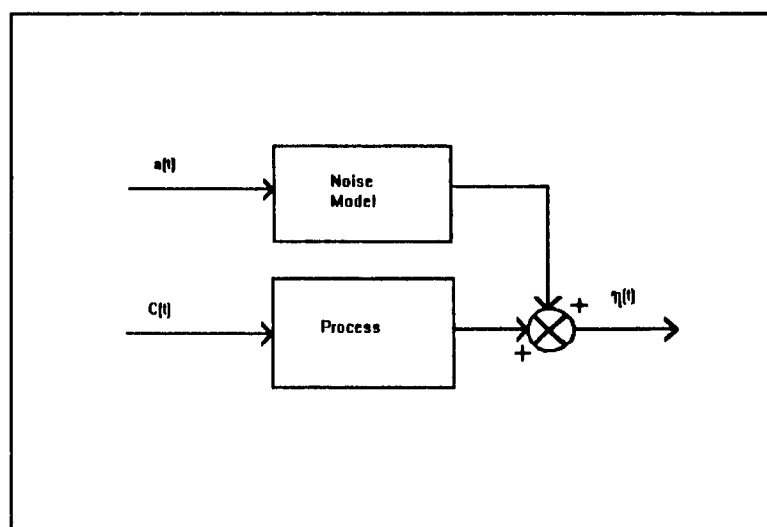 a(t)
Noise
Model
C(t)
Process
+
η(t)
+